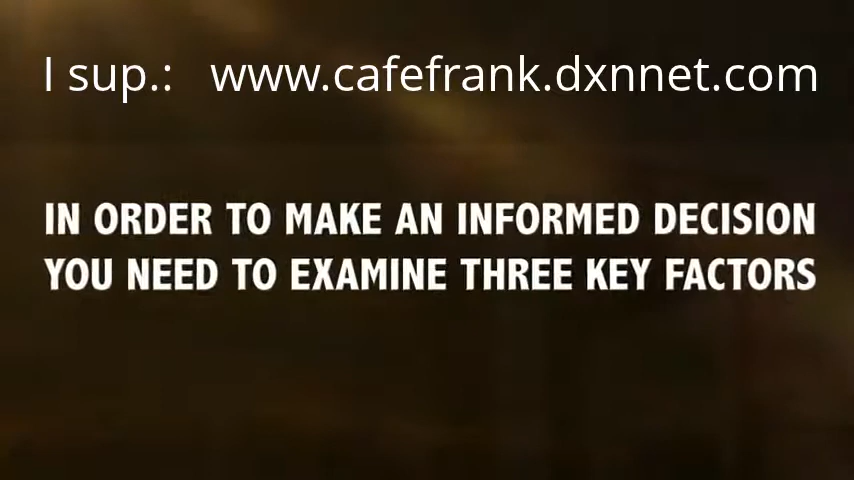 I sup.: www.cafefrank.dxnnet.com
IN ORDER TO MAKE AN INFORMED DECISION
YOU NEED TO EXAMINE THREE KEY FACTORS